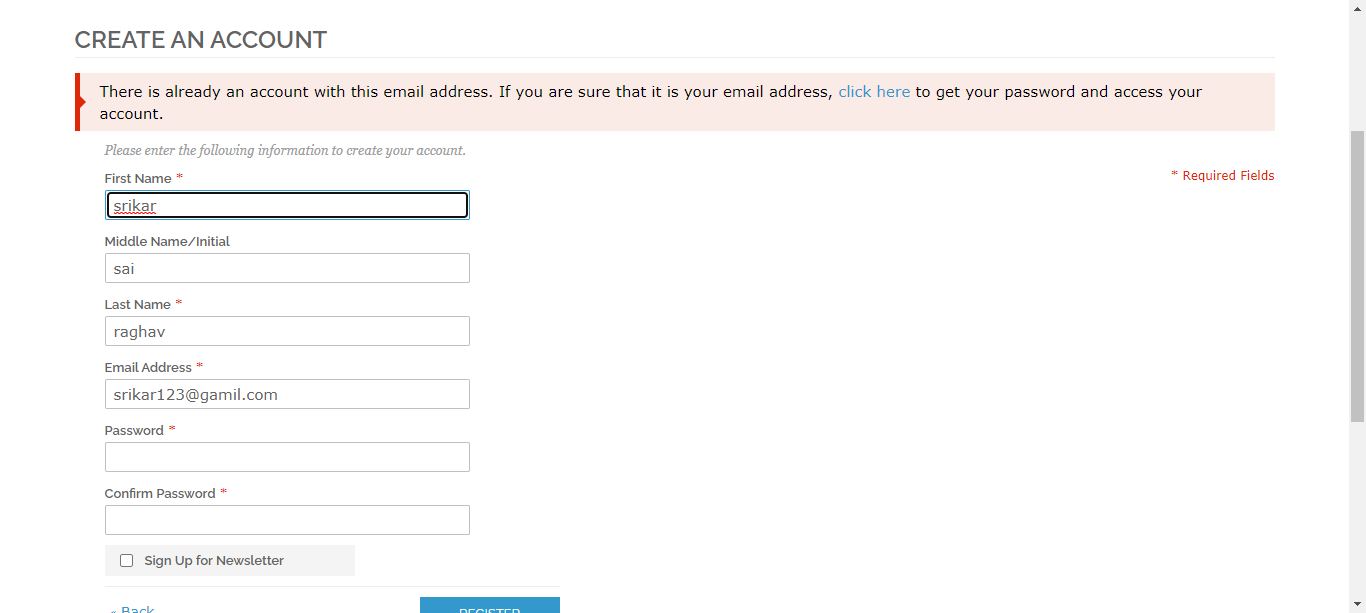 CREATE AN ACCOUNT
There is already an account with this email address. If you are sure that it is your email address, click here to get your password and access your
account.
Please enter the following information to create your account.
* Required Fields
First Name *
srikar
Middle Name/Initial
sai
Last Name *
raghav
Email Address *
srikar123@gamil.com
Password *
Confirm Password *
Sign Up for Newsletter
« Back
REGISTER